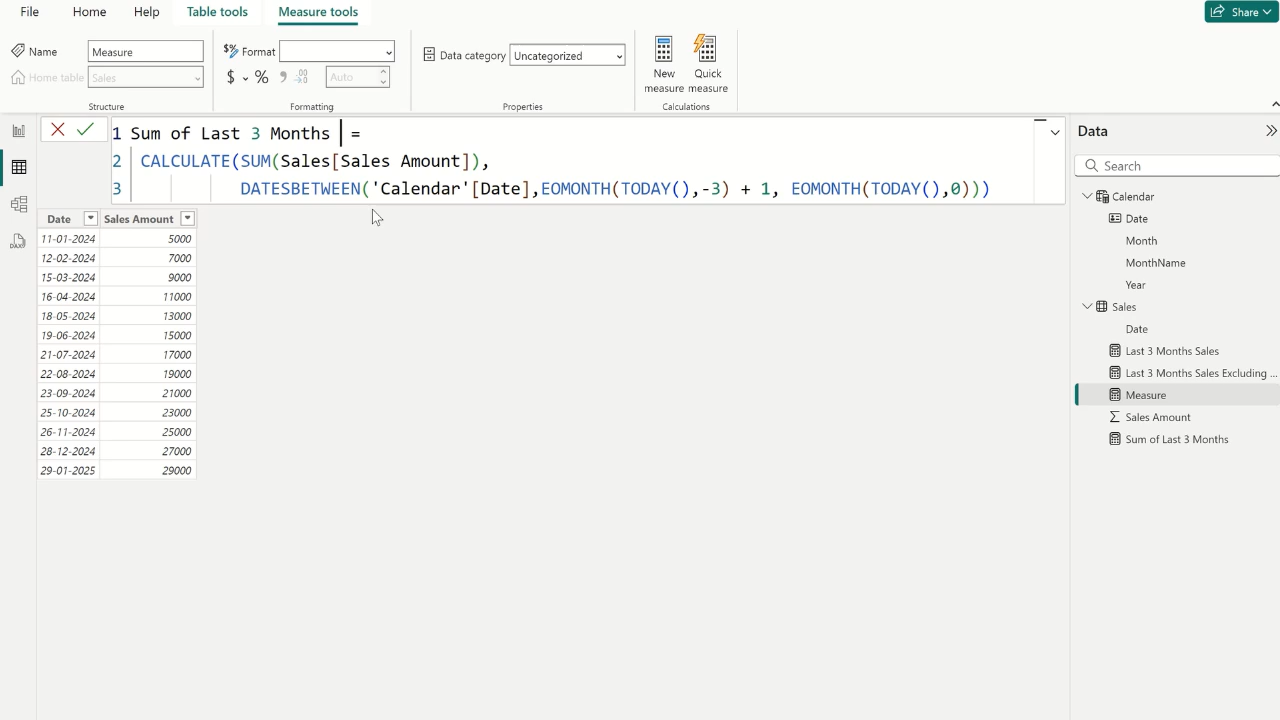 File Home Help Table tools Measure tools Share
Name Measure
Home table Sales
Structure
$% Format
$ % 9 .00 Auto
Formatting
Data category Uncategorized
Properties
New measure
Quick measure
Calculations
1 Sum of Last 3 Months =
2 CALCULATE(SUM(Sales[Sales Amount]),
3 DATESBETWEEN('Calendar'[Date],EOMONTH(TODAY(),-3) + 1, EOMONTH(TODAY(),0)))
Date Sales Amount
11-01-2024 5000
12-02-2024 7000
15-03-2024 9000
16-04-2024 11000
18-05-2024 13000
19-06-2024 15000
21-07-2024 17000
22-08-2024 19000
23-09-2024 21000
25-10-2024 23000
26-11-2024 25000
28-12-2024 27000
29-01-2025 29000
Data
Search
Calendar
Date
Month
MonthName
Year
Sales
Date
Last 3 Months Sales
Last 3 Months Sales Excluding ...
Measure
Sales Amount
Sum of Last 3 Months